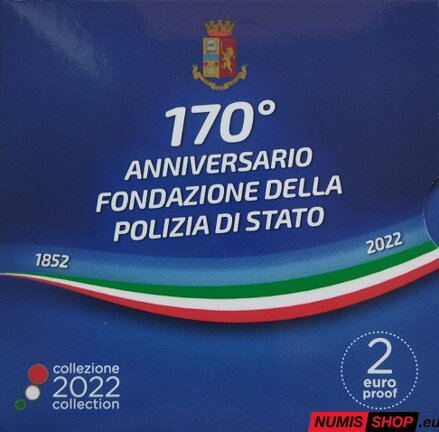 170°
ANNIVERSARIO
FONDAZIONE DELLA
POLIZIA DI STATO
1852
2022
collezione
2022
collection
2
euro
proof
NUMIS SHOP.eu